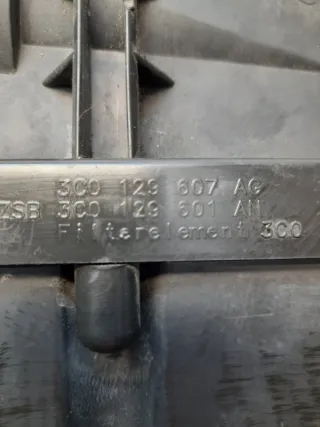 3C0 129 607 AG
ZSB 3C0 129 601 AH
Filterelement 3C0